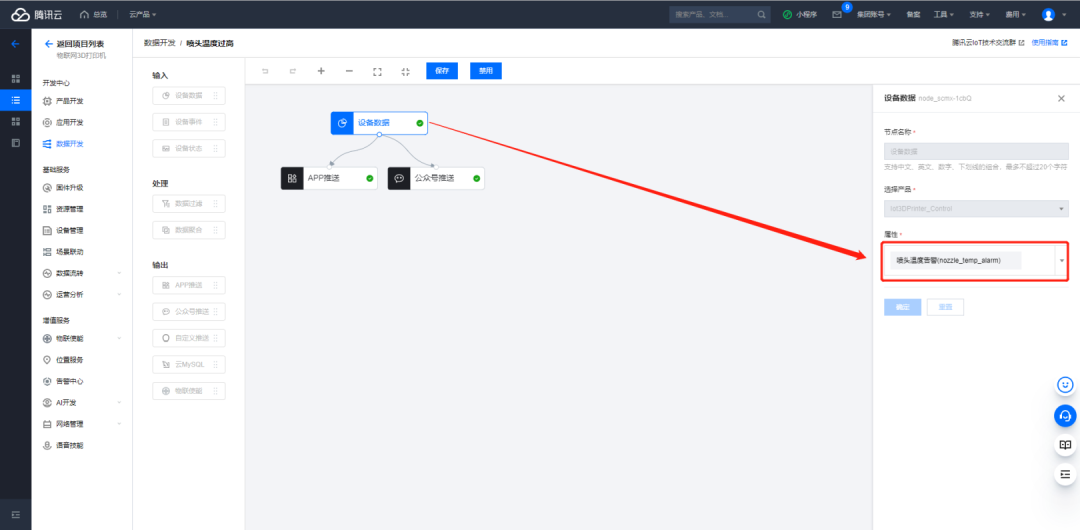 腾讯云
总览
云产品
搜索产品、文档...
小程序
9
集团账号
备案
工具
支持
费用
返回项目列表
物联网3D打印机
开发中心
产品开发
应用开发
数据开发
基础服务
固件升级
资源管理
设备管理
场景联动
数据流转
运营分析
增值服务
物联使能
位置服务
告警中心
AI开发
网络管理
语音技能
数据开发 / 喷头温度过高
腾讯云IoT技术交流群
使用指南
输入
设备数据
设备事件
设备状态
处理
数据过滤
数据聚合
输出
APP推送
公众号推送
自定义推送
云MySQL
物联使能
保存
禁用
设备数据
APP推送
公众号推送
设备数据 node_scmx-1cbQ
节点名称
设备数据
支持中文、英文、数字、下划线的组合，最多不超过20个字符
选择产品
IoT3DPrinter_Control
属性
喷头温度告警(nozzle_temp_alarm)
确定
重置